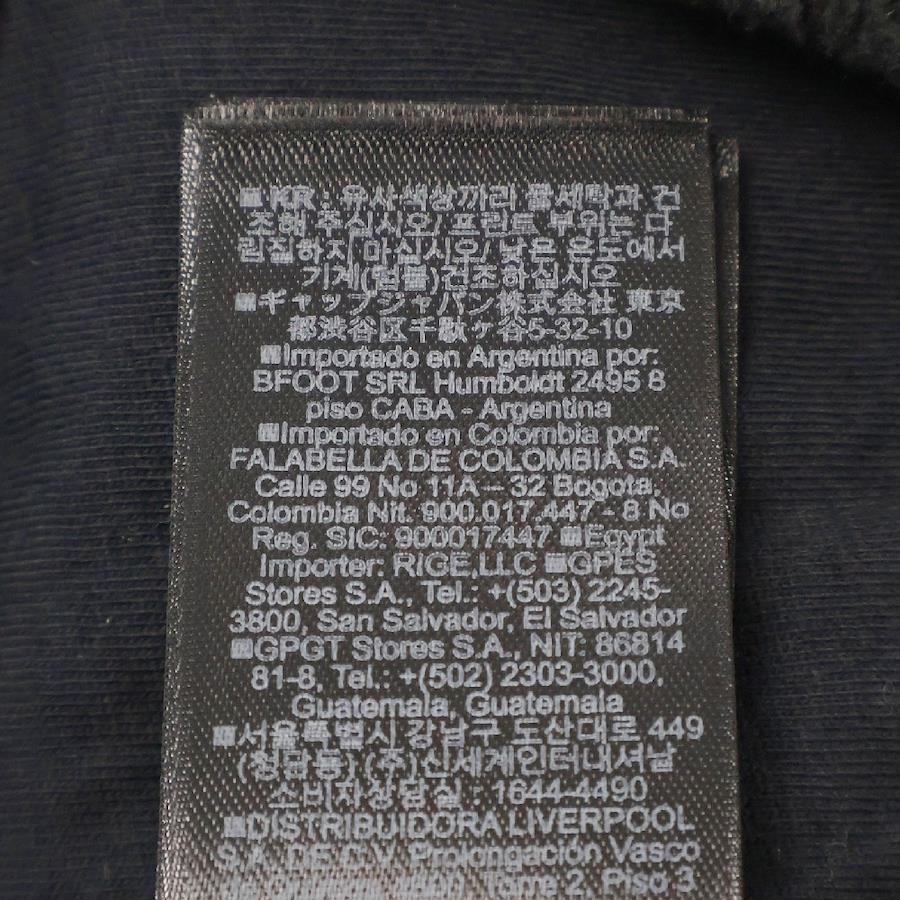 ■KR : 유사색상끼리 물세탁과 건
조해 주십시오/ 프린트 부위는 다
림질하지 마십시오/ 낮은 온도에서
기계(텀블)건조하십시오
■ギャップジャパン株式会社 東京
都渋谷区千駄ヶ谷5-32-10
■Importado en Argentina por:
BFOOT SRL Humboldt 2495 8
piso CABA - Argentina
■Importado en Colombia por:
FALABELLA DE COLOMBIA S.A.
Calle 99 No 11A – 32 Bogota,
Colombia Nit. 900.017.447 - 8 No
Reg. SIC: 900017447 ■Egypt
Importer: RIGE,LLC ■GPES
Stores S.A., Tel.: +(503) 2245-
3800, San Salvador, El Salvador
■GPGT Stores S.A., NIT: 86814
81-8, Tel.: +(502) 2303-3000,
Guatemala, Guatemala
■서울특별시 강남구 도산대로 449
(청담동) (주)신세계인터내셔날
소비자상담실 : 1644-4490
■DISTRIBUIDORA LIVERPOOL
S.A. DE C.V. Prolongación Vasco
de Torre 2, Piso 3